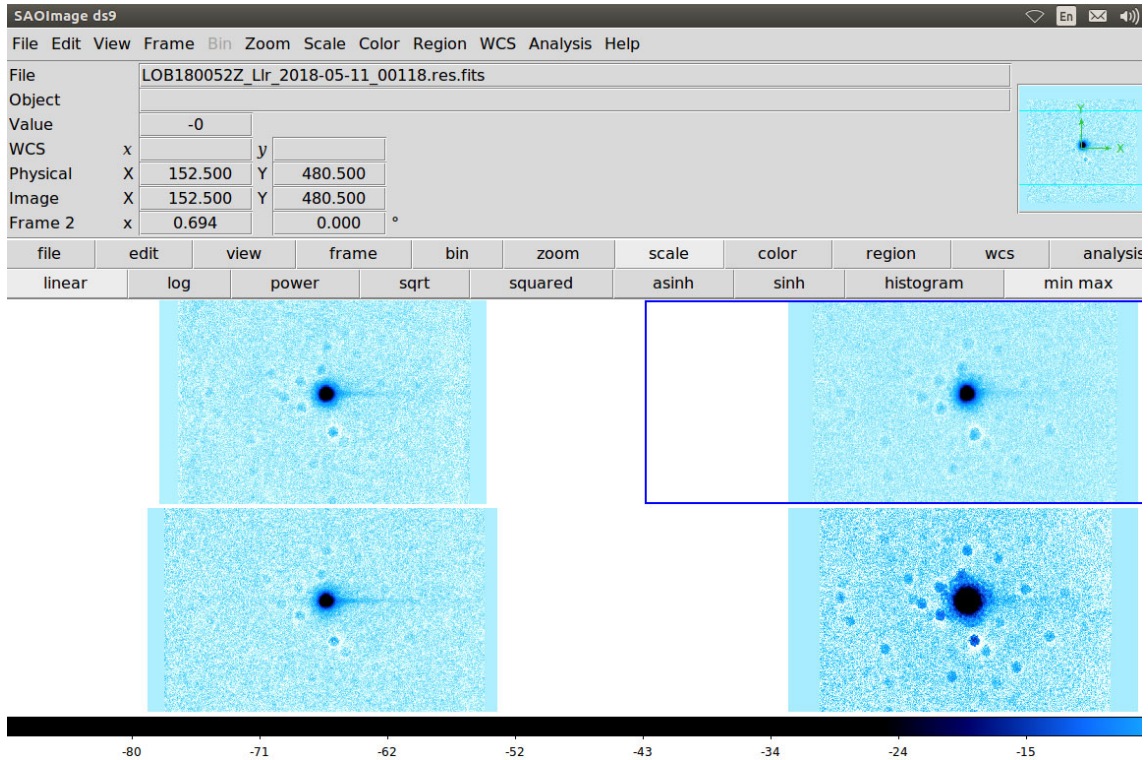 SAOImage ds9
En
File Edit View Frame Bin Zoom Scale Color Region WCS Analysis Help
File LOB180052Z_Llr_2018-05-11_00118.res.fits
Object
Value -0
WCS x y
Physical X 152.500 Y 480.500
Image X 152.500 Y 480.500
Frame 2 x 0.694 0.000 °
Y
X
file edit view frame bin zoom scale color region wcs analysis
linear log power sqrt squared asinh sinh histogram min max
-80 -71 -62 -52 -43 -34 -24 -15